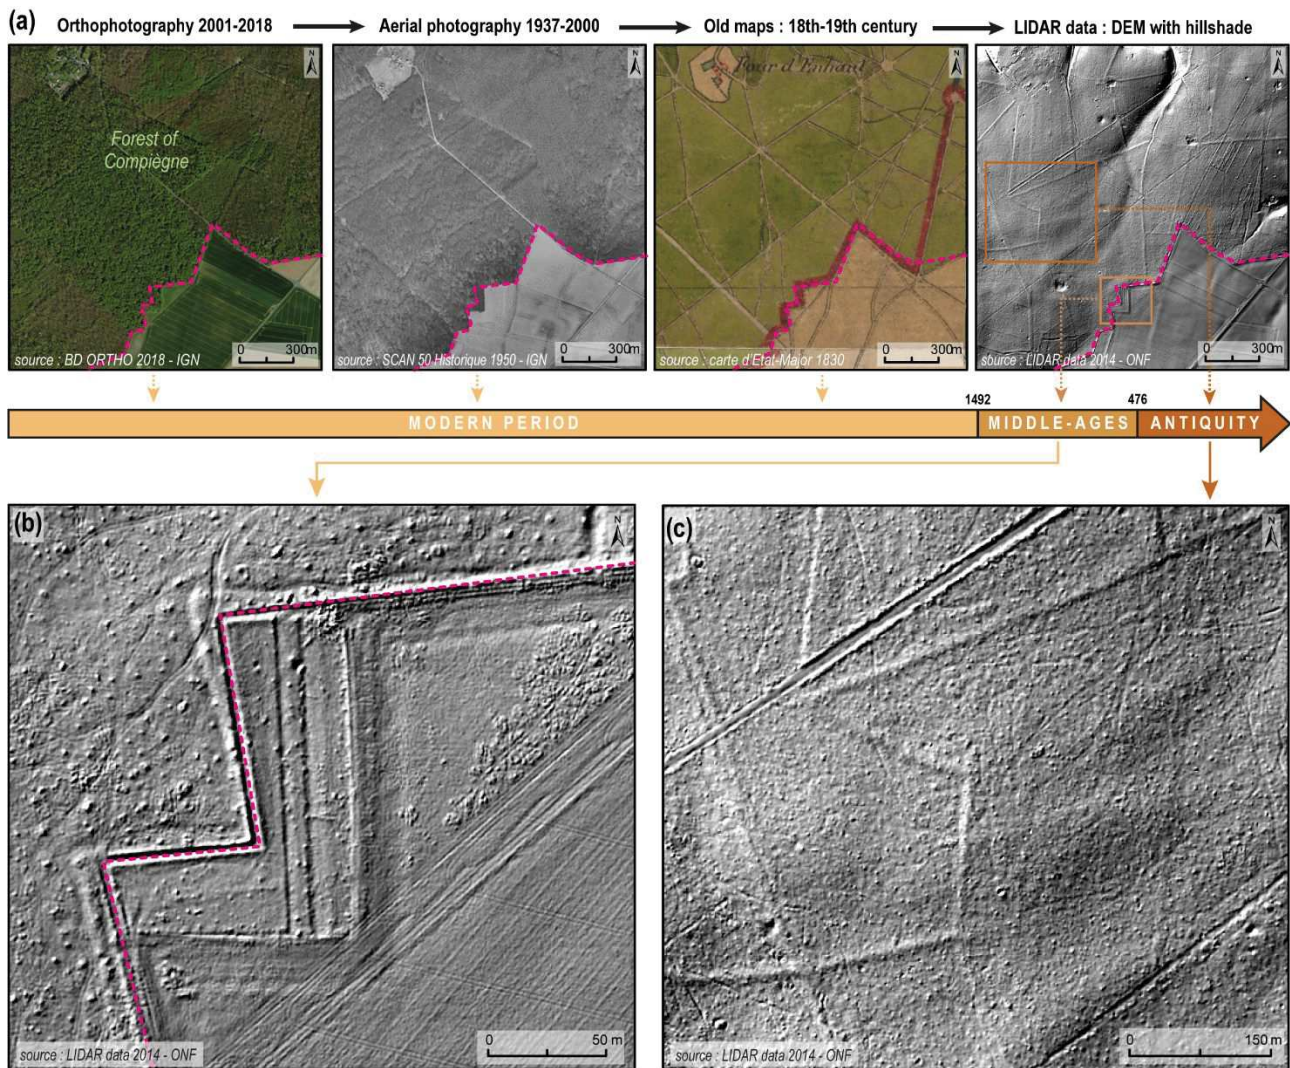 (a)
Orthophotography 2001-2018
Aerial photography 1937-2000
Old maps : 18th-19th century
LIDAR data : DEM with hillshade
N
Forest of
Compiègne
source : BD ORTHO 2018 - IGN
0 300m
N
source : SCAN 50 Historique 1950 - IGN
0 300m
Four d'Enhaut
N
source : carte d'Etat-Major 1830
0 300m
N
source : LIDAR data 2014 - ONF
0 300m
1492
476
MODERN PERIOD
MIDDLE-AGES
ANTIQUITY
(b)
N
source : LIDAR data 2014 - ONF
0 50 m
(c)
N
source : LIDAR data 2014 - ONF
0 150 m